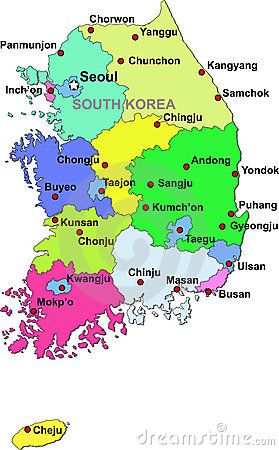 Chorwon
Yanggu
Panmunjon
Chunchon
Kangyang
Seoul
Inch'on
Samchok
SOUTH KOREA
Chingju
Chongju
Andong
Yondok
Taejon
Sangju
Buyeo
Kumch'on
Puhang
Kunsan
Gyeongju
Taegu
Chonju
Ulsan
Kwangju
Chinju
Masan
Mokp'o
Busan
Cheju
dreamstime.com